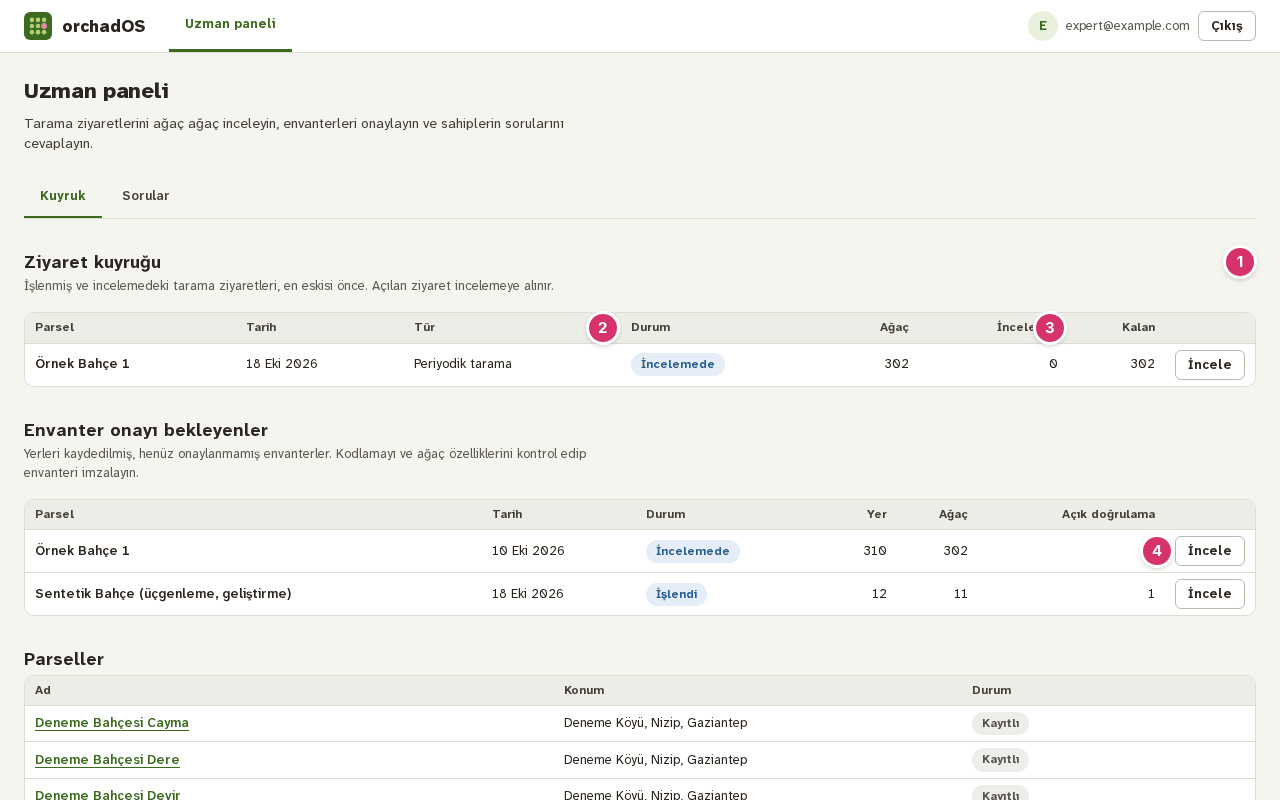 orchadOS
Uzman paneli
E
expert@example.com
Çıkış
Uzman paneli
Tarama ziyaretlerini ağaç ağaç inceleyin, envanterleri onaylayın ve sahiplerin sorularını
cevaplayın.
Kuyruk
Sorular
Ziyaret kuyruğu
1
İşlenmiş ve incelemedeki tarama ziyaretleri, en eskisi önce. Açılan ziyaret incelemeye alınır.
Parsel Tarih Tür 2 Durum Ağaç 3 Kalan
Örnek Bahçe 1 18 Eki 2026 Periyodik tarama İncelemede 302 0 302 İncele
Envanter onayı bekleyenler
Yerleri kaydedilmiş, henüz onaylanmamış envanterler. Kodlamayı ve ağaç özelliklerini kontrol edip
envanteri imzalayın.
Parsel Tarih Durum Yer Ağaç Açık doğrulama
Örnek Bahçe 1 10 Eki 2026 İncelemede 310 302 4 İncele
Sentetik Bahçe (üçgenleme, geliştirme) 18 Eki 2026 İşlendi 12 11 1 İncele
Parseller
Ad Konum Durum
Deneme Bahçesi Cayma Deneme Köyü, Nizip, Gaziantep Kayıtlı
Deneme Bahçesi Dere Deneme Köyü, Nizip, Gaziantep Kayıtlı
Deneme Bahçesi Devir Deneme Köyü, Nizip, Gaziantep Kayıtlı